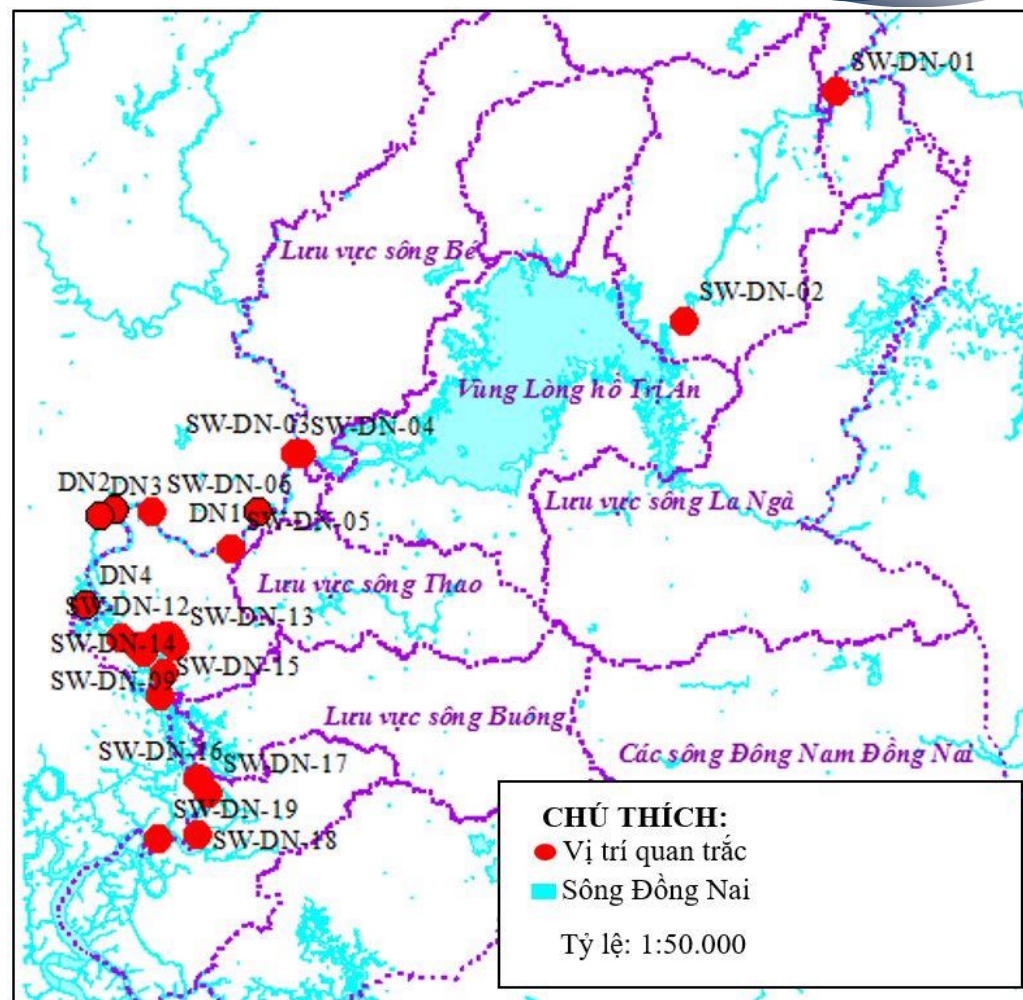 SW-DN-01
Lưu vực sông Bé
SW-DN-02
Vùng Lòng hồ Trị An
SW-DN-03
SW-DN-04
DN2
DN3
SW-DN-06
Lưu vực sông La Ngà
DN1
SW-DN-05
DN4
Lưu vực sông Thao
SW-DN-12
SW-DN-13
SW-DN-14
SW-DN-15
SW-DN-09
Lưu vực sông Buông
SW-DN-16
SW-DN-17
Các sông Đông Nam Đồng Nai
SW-DN-19
SW-DN-18
CHÚ THÍCH:
Vị trí quan trắc
Sông Đồng Nai
Tỷ lệ: 1:50.000